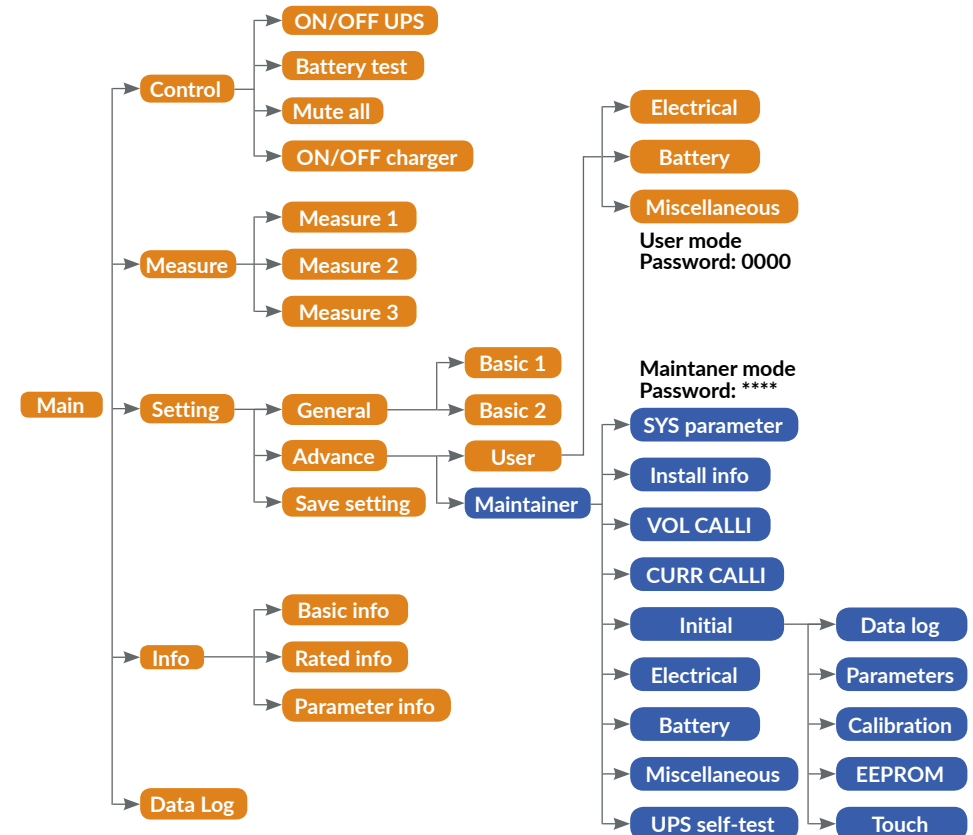 Main
Control
ON/OFF UPS
Battery test
Mute all
ON/OFF charger
Measure
Measure 1
Measure 2
Measure 3
Setting
General
Basic 1
Basic 2
Advance
User
Electrical
Battery
Miscellaneous
User mode
Password: 0000
Maintainer
Maintaner mode
Password: ****
SYS parameter
Install info
VOL CALLI
CURR CALLI
Initial
Data log
Parameters
Calibration
EEPROM
Touch
Electrical
Battery
Miscellaneous
UPS self-test
Save setting
Info
Basic info
Rated info
Parameter info
Data Log